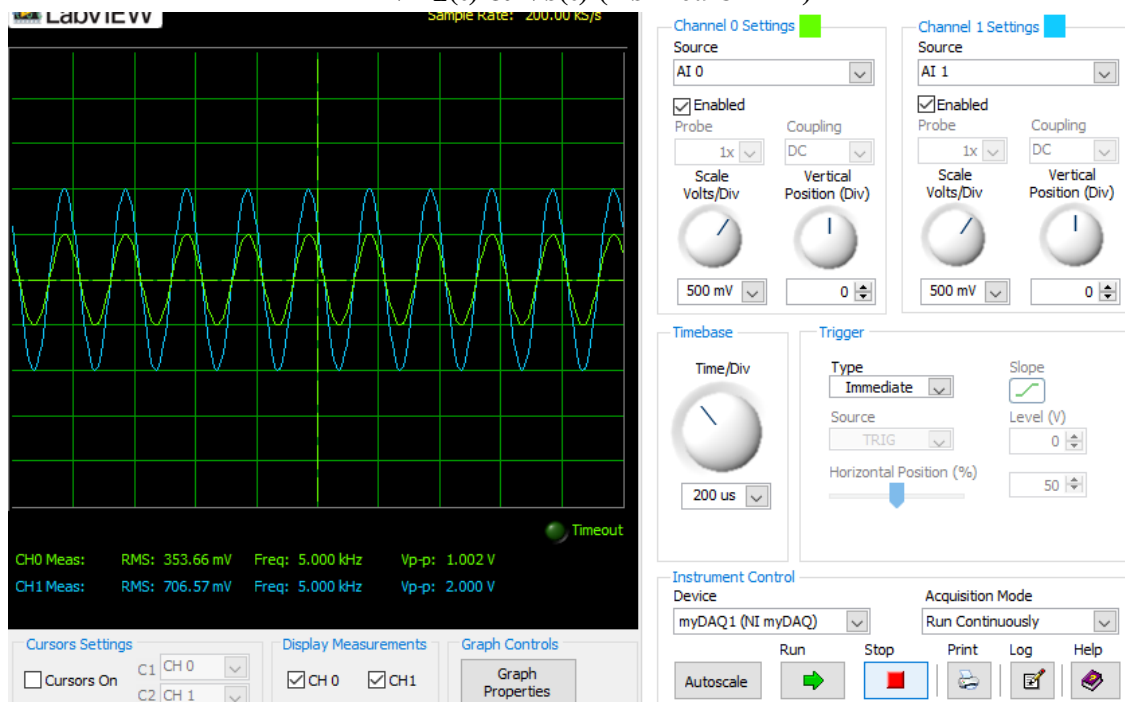 LabVIEW
Sample Rate: 200.00 kS/s
Timeout
CH0 Meas: RMS: 353.66 mV Freq: 5.000 kHz Vp-p: 1.002 V
CH1 Meas: RMS: 706.57 mV Freq: 5.000 kHz Vp-p: 2.000 V
Cursors Settings
Cursors On
C1 CH 0
C2 CH 1
Display Measurements
CH 0 CH1
Graph Controls
Graph
Properties
Channel 0 Settings
Source
AI 0
Enabled
Probe Coupling
1x DC
Scale Vertical
Volts/Div Position (Div)
500 mV 0
Channel 1 Settings
Source
AI 1
Enabled
Probe Coupling
1x DC
Scale Vertical
Volts/Div Position (Div)
500 mV 0
Timebase
Time/Div
200 us
Trigger
Type Slope
Immediate
Source Level (V)
TRIG 0
Horizontal Position (%)
50
Instrument Control
Device Acquisition Mode
myDAQ1 (NI myDAQ) Run Continuously
Run Stop Print Log Help
Autoscale